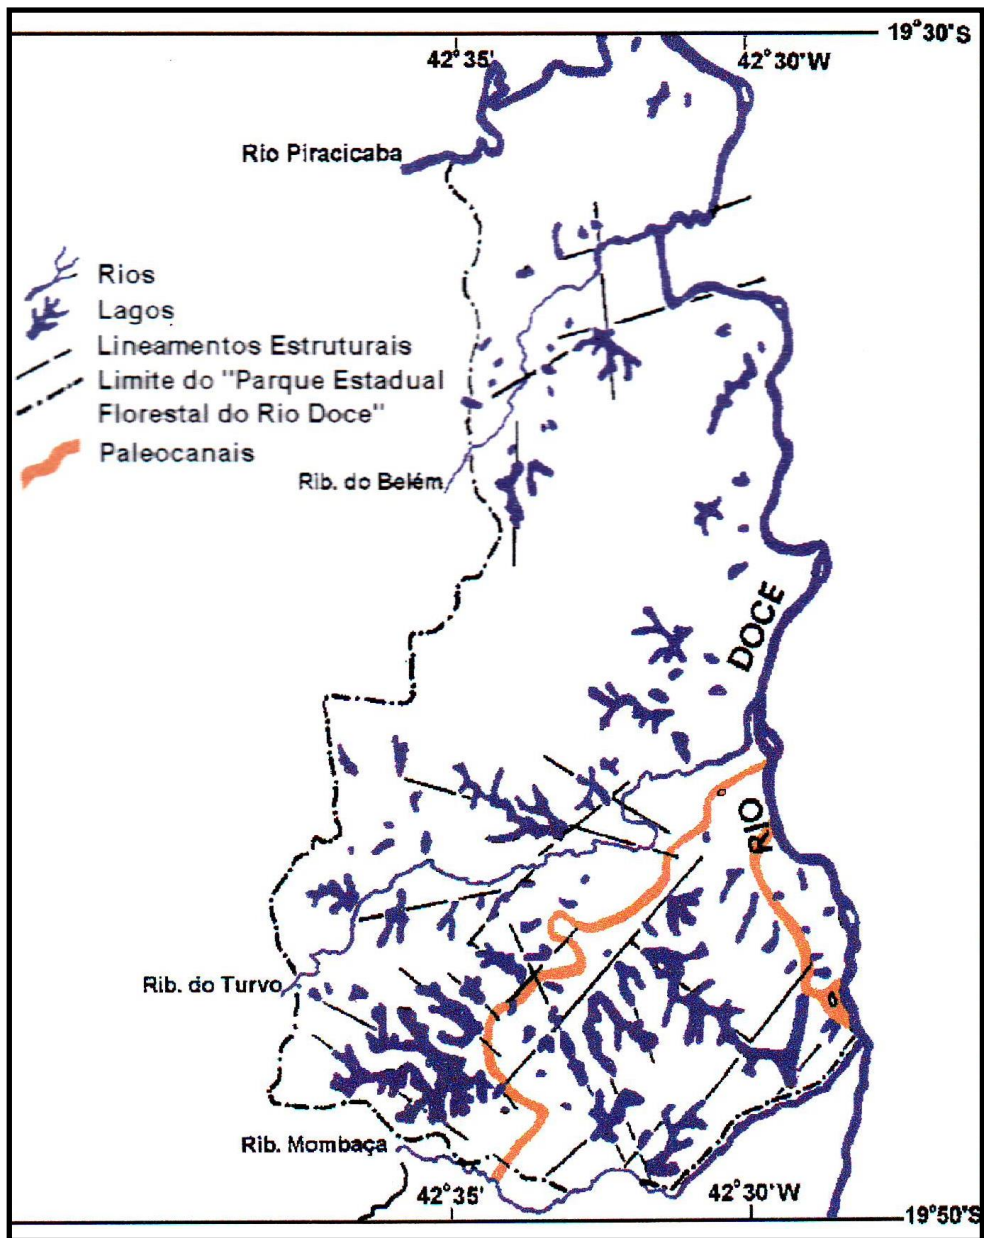 19°30'S
42°35'
42°30'W
Rio Piracicaba
Rios
Lagos
Lineamentos Estruturais
Limite do "Parque Estadual
Florestal do Rio Doce"
Paleocanais
Rib. do Belém
RIO DOCE
Rib. do Turvo
Rib. Mombaça
42°35'
42°30'W
19°50'S